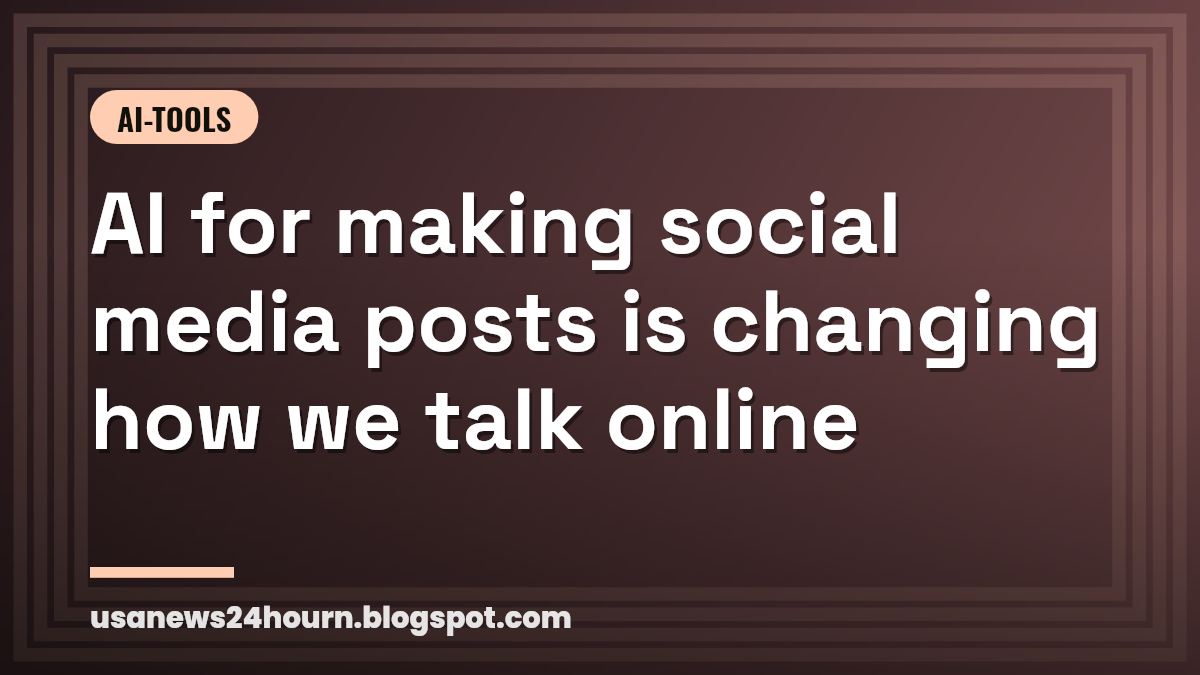 AI-TOOLS
AI for making social
media posts is changing
how we talk online
usanews24hourn.blogspot.com